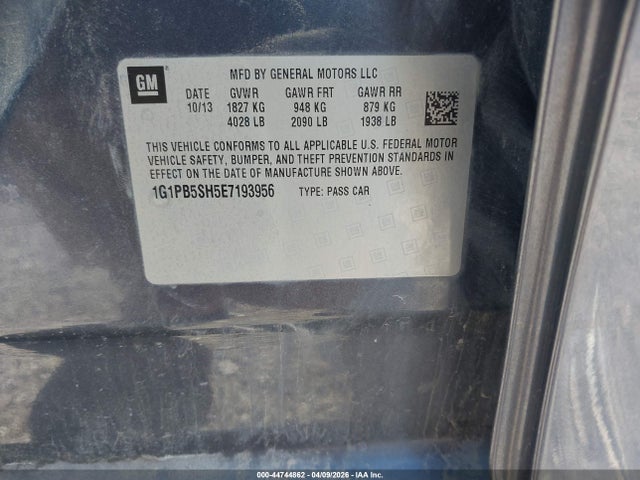 GM
MFD BY GENERAL MOTORS LLC
DATE GVWR GAWR FRT GAWR RR
10/13 1827 KG 948 KG 879 KG
4028 LB 2090 LB 1938 LB
THIS VEHICLE CONFORMS TO ALL APPLICABLE U.S. FEDERAL MOTOR
VEHICLE SAFETY, BUMPER, AND THEFT PREVENTION STANDARDS IN
EFFECT ON THE DATE OF MANUFACTURE SHOWN ABOVE.
1G1PB5SH5E7193956 TYPE: PASS CAR
000-44744862 04/09/2026 IAA Inc.